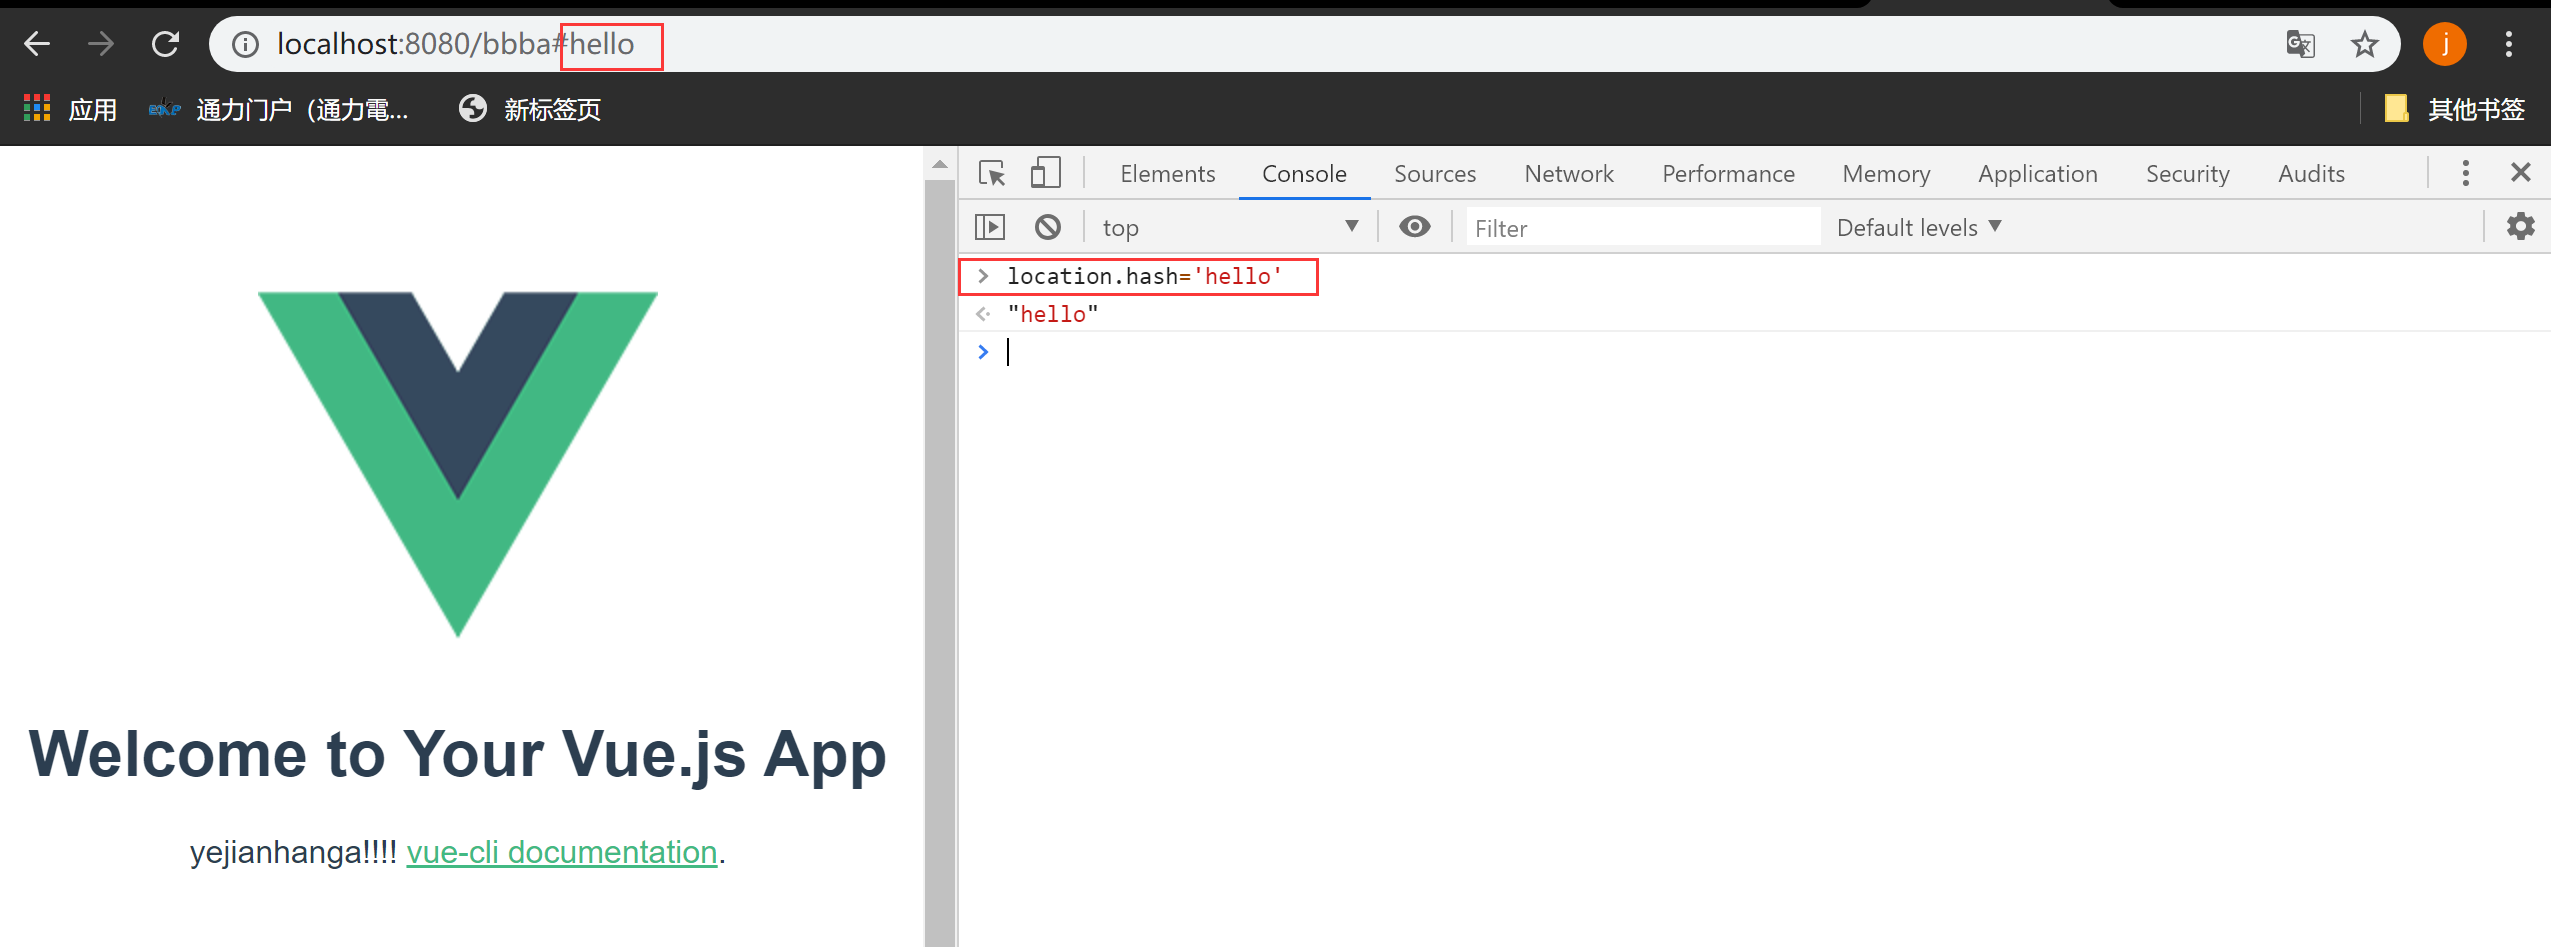 localhost:8080/bbba#hello
j
应用 通力门户（通力電... 新标签页 其他书签
Elements Console Sources Network Performance Memory Application Security Audits
top Filter Default levels
> location.hash='hello'
"hello"
>
Welcome to Your Vue.js App
yejianhanga!!!! vue-cli documentation.